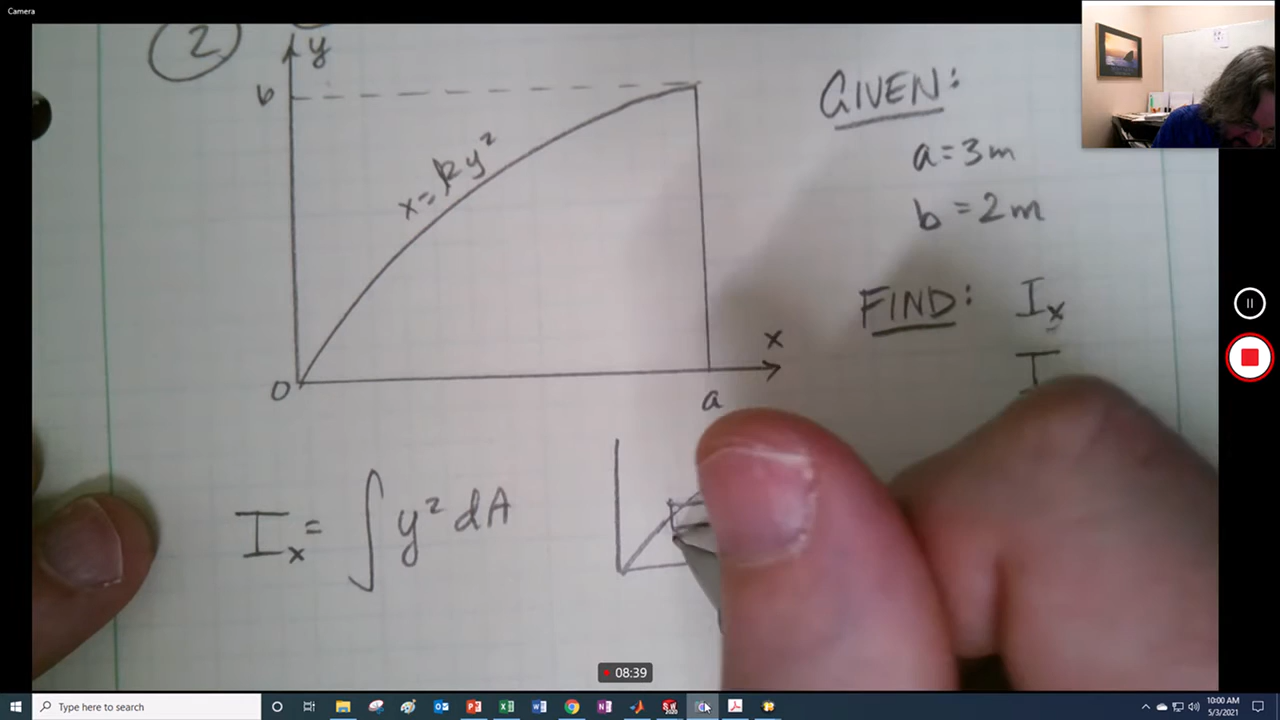 Camera
2
y
b
x = ky²
GIVEN:
a = 3m
b = 2m
FIND: Iₓ
I
x
O
a
Iₓ = ∫ y² dA
08:39
Type here to search
10:00 AM
5/3/2021